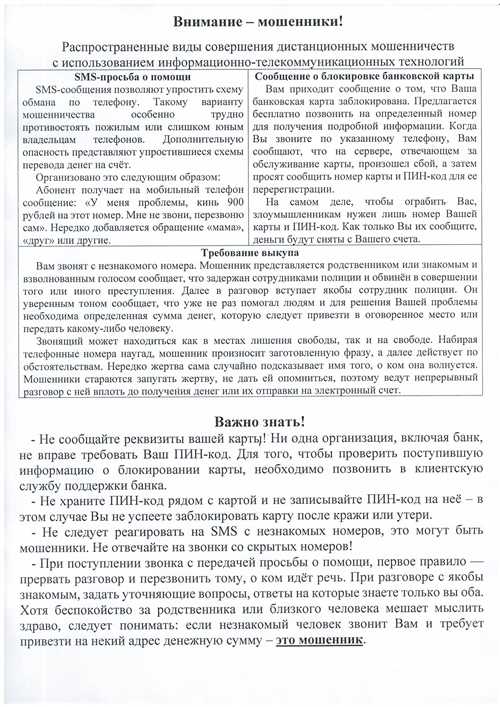 Внимание – мошенники!
Распространенные виды совершения дистанционных мошенничеств
с использованием информационно-телекоммуникационных технологий
SMS-просьба о помощи
SMS-сообщения позволяют упростить схему
обмана по телефону. Такому варианту
мошенничества особенно трудно
противостоять пожилым или слишком юным
владельцам телефонов. Дополнительную
опасность представляют упростившиеся схемы
перевода денег на счёт.
Организовано это следующим образом:
Абонент получает на мобильный телефон
сообщение: «У меня проблемы, кинь 900
рублей на этот номер. Мне не звони, перезвоню
сам». Нередко добавляется обращение «мама»,
«друг» или другие.
Сообщение о блокировке банковской карты
Вам приходит сообщение о том, что Ваша
банковская карта заблокирована. Предлагается
бесплатно позвонить на определенный номер
для получения подробной информации. Когда
Вы звоните по указанному телефону, Вам
сообщают, что на сервере, отвечающем за
обслуживание карты, произошел сбой, а затем
просят сообщить номер карты и ПИН-код для ее
перерегистрации.
На самом деле, чтобы ограбить Вас,
злоумышленникам нужен лишь номер Вашей
карты и ПИН-код. Как только Вы их сообщите,
деньги будут сняты с Вашего счета.
Требование выкупа
Вам звонят с незнакомого номера. Мошенник представляется родственником или знакомым и
взволнованным голосом сообщает, что задержан сотрудниками полиции и обвинён в совершении
того или иного преступления. Далее в разговор вступает якобы сотрудник полиции. Он
уверенным тоном сообщает, что уже не раз помогал людям и для решения Вашей проблемы
необходима определенная сумма денег, которую следует привезти в оговоренное место или
передать какому-либо человеку.
Звонящий может находиться как в местах лишения свободы, так и на свободе. Набирая
телефонные номера наугад, мошенник произносит заготовленную фразу, а далее действует по
обстоятельствам. Нередко жертва сама случайно подсказывает имя того, о ком она волнуется.
Мошенники стараются запугать жертву, не дать ей опомниться, поэтому ведут непрерывный
разговор с ней вплоть до получения денег или их отправки на электронный счет.
Важно знать!
- Не сообщайте реквизиты вашей карты! Ни одна организация, включая банк,
не вправе требовать Ваш ПИН-код. Для того, чтобы проверить поступившую
информацию о блокировании карты, необходимо позвонить в клиентскую
службу поддержки банка.
- Не храните ПИН-код рядом с картой и не записывайте ПИН-код на неё – в
этом случае Вы не успеете заблокировать карту после кражи или утери.
- Не следует реагировать на SMS с незнакомых номеров, это могут быть
мошенники. Не отвечайте на звонки со скрытых номеров!
- При поступлении звонка с передачей просьбы о помощи, первое правило —
прервать разговор и перезвонить тому, о ком идёт речь. При разговоре с якобы
знакомым, задать уточняющие вопросы, ответы на которые знаете только вы оба.
Хотя беспокойство за родственника или близкого человека мешает мыслить
здраво, следует понимать: если незнакомый человек звонит Вам и требует
привезти на некий адрес денежную сумму – это мошенник.